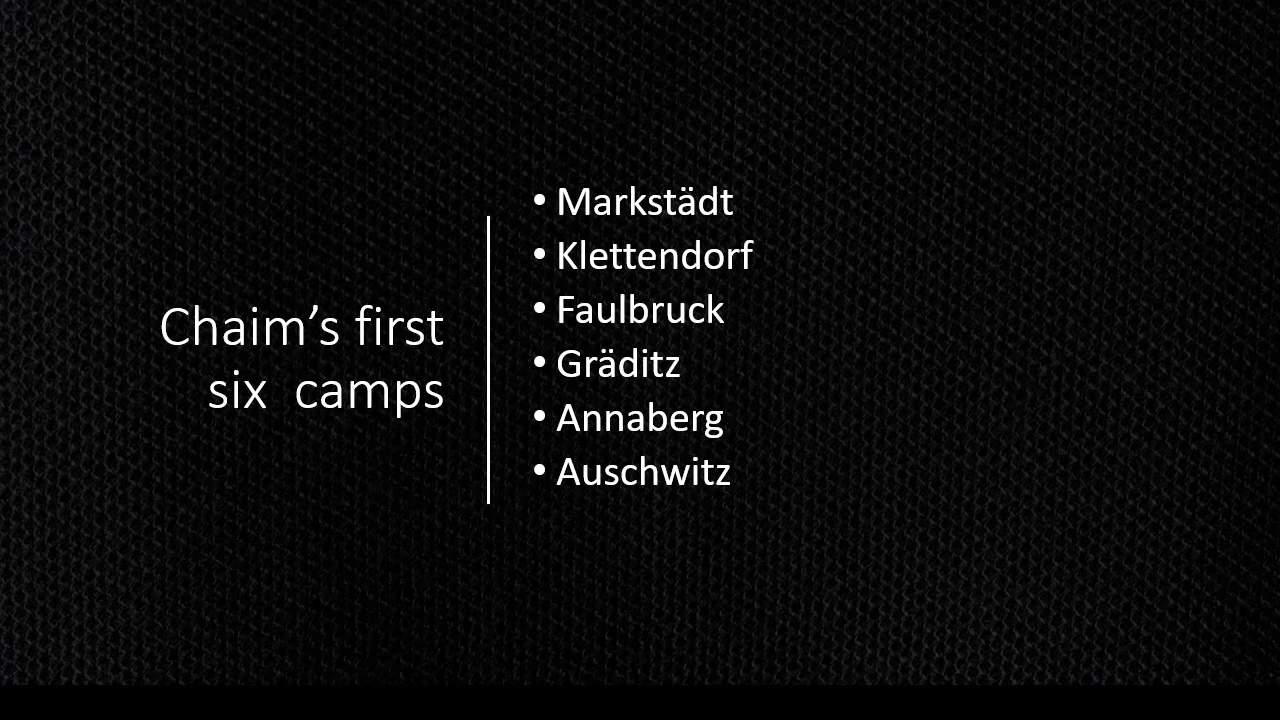 Chaim’s first
six  camps
• Markstädt
• Klettendorf
• Faulbruck
• Gräditz
• Annaberg
• Auschwitz